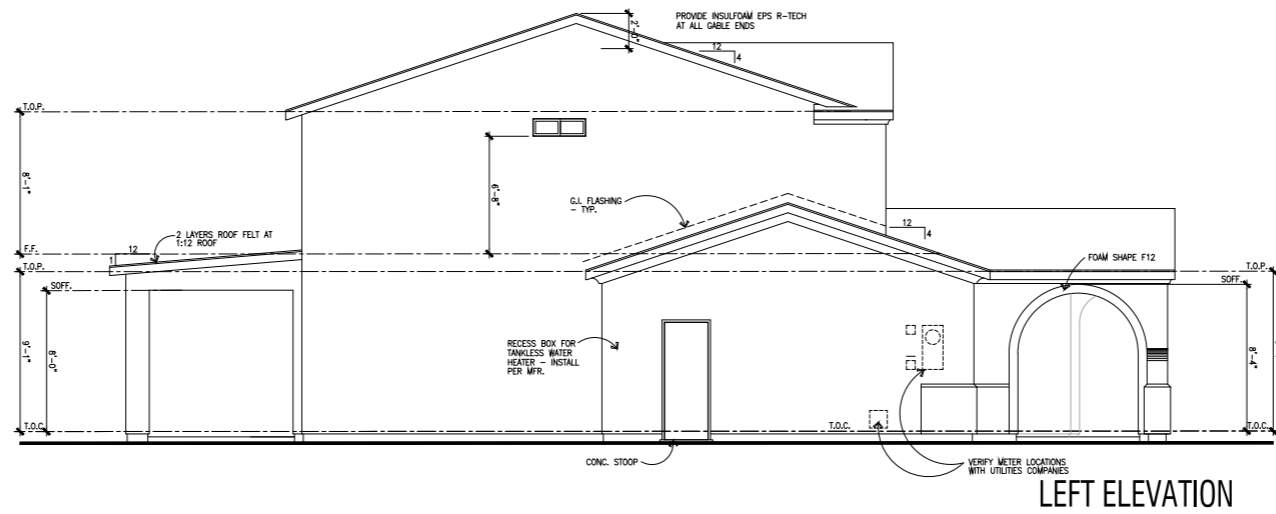 PROVIDE INSULFOAM EPS R-TECH
AT ALL GABLE ENDS
2'-0"
12
4
T.O.P.
8'-1"
6'-8"
G.I. FLASHING
- TYP.
2 LAYERS ROOF FELT AT
1:12 ROOF
12
4
F.F.
12
1
T.O.P.
FOAM SHAPE F12
T.O.P.
SOFF.
SOFF.
RECESS BOX FOR
TANKLESS WATER
HEATER - INSTALL
PER MFR.
9'-1"
8'-0"
8'-4"
T.O.C.
T.O.C.
T.O.C.
CONC. STOOP
VERIFY METER LOCATIONS
WITH UTILITIES COMPANIES
LEFT ELEVATION